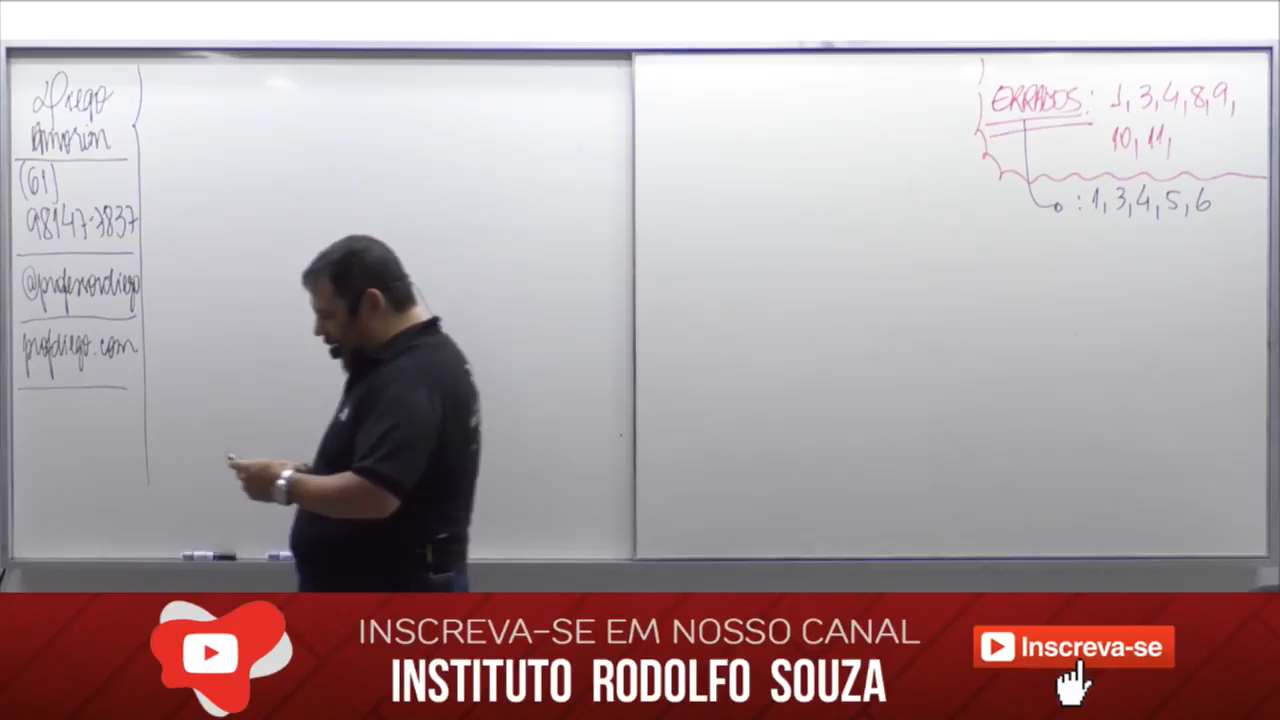 Diego
Amorim
(61)
98147-7837
@professordiego
profdiego.com
ERRADOS: 1, 3, 4, 8, 9,
10, 11,
: 1, 3, 4, 5, 6
INSCREVA-SE EM NOSSO CANAL
INSTITUTO RODOLFO SOUZA
Inscreva-se